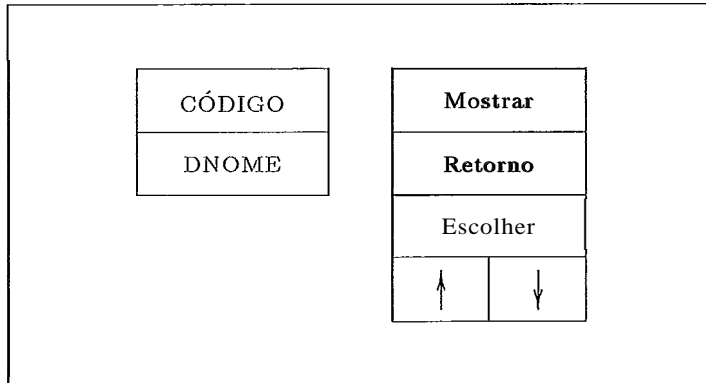 CÓDIGO
DNOME
Mostrar
Retorno
Escolher